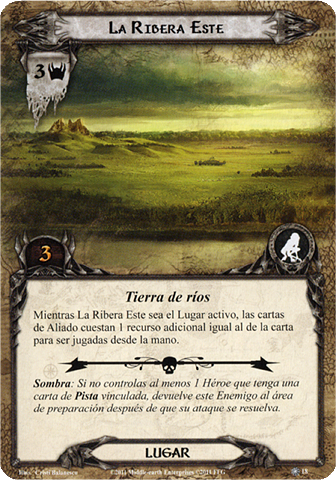 La Ribera Este
3
3
Tierra de ríos
Mientras La Ribera Este sea el Lugar activo, las cartas
de Aliado cuestan 1 recurso adicional igual al de la carta
para ser jugadas desde la mano.
Sombra: Si no controlas al menos 1 Héroe que tenga una
carta de Pista vinculada, devuelve este Enemigo al área
de preparación después de que su ataque se resuelva.
LUGAR
Middle-earth Enterprises